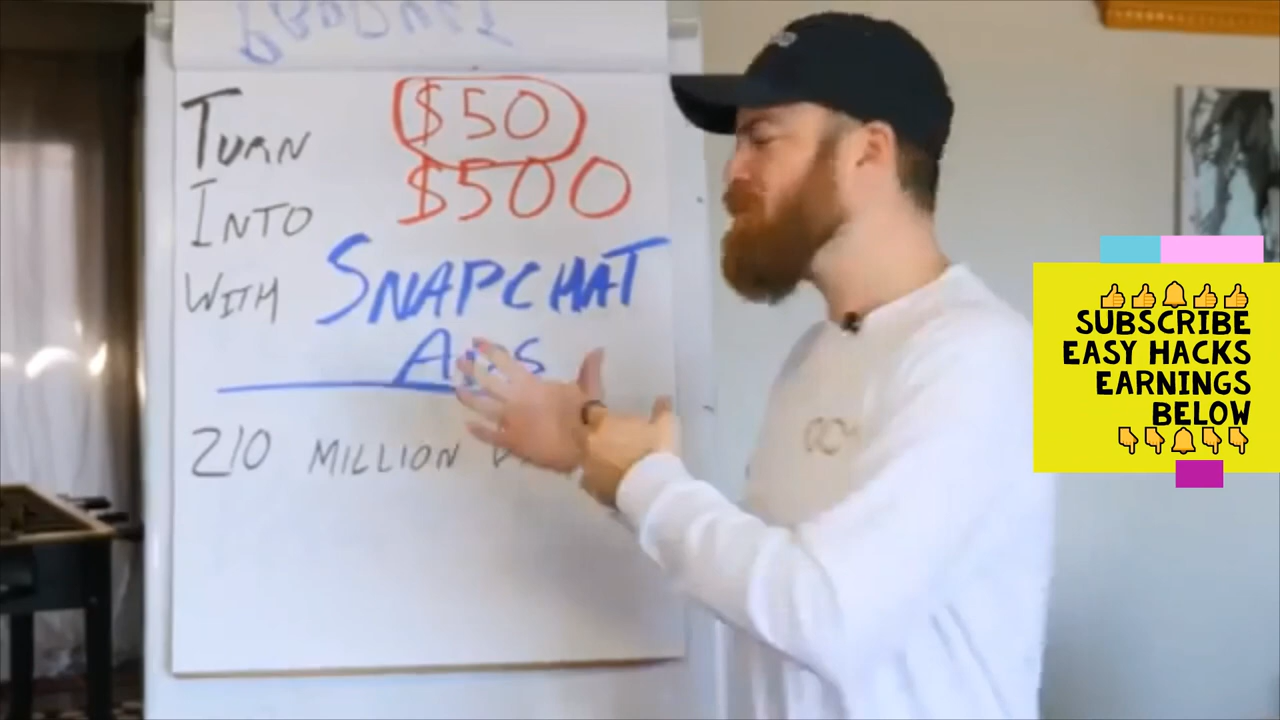 TURN $50
INTO $500
WITH SNAPCHAT
ADS
210 MILLION
SUBSCRIBE
EASY HACKS
EARNINGS
BELOW